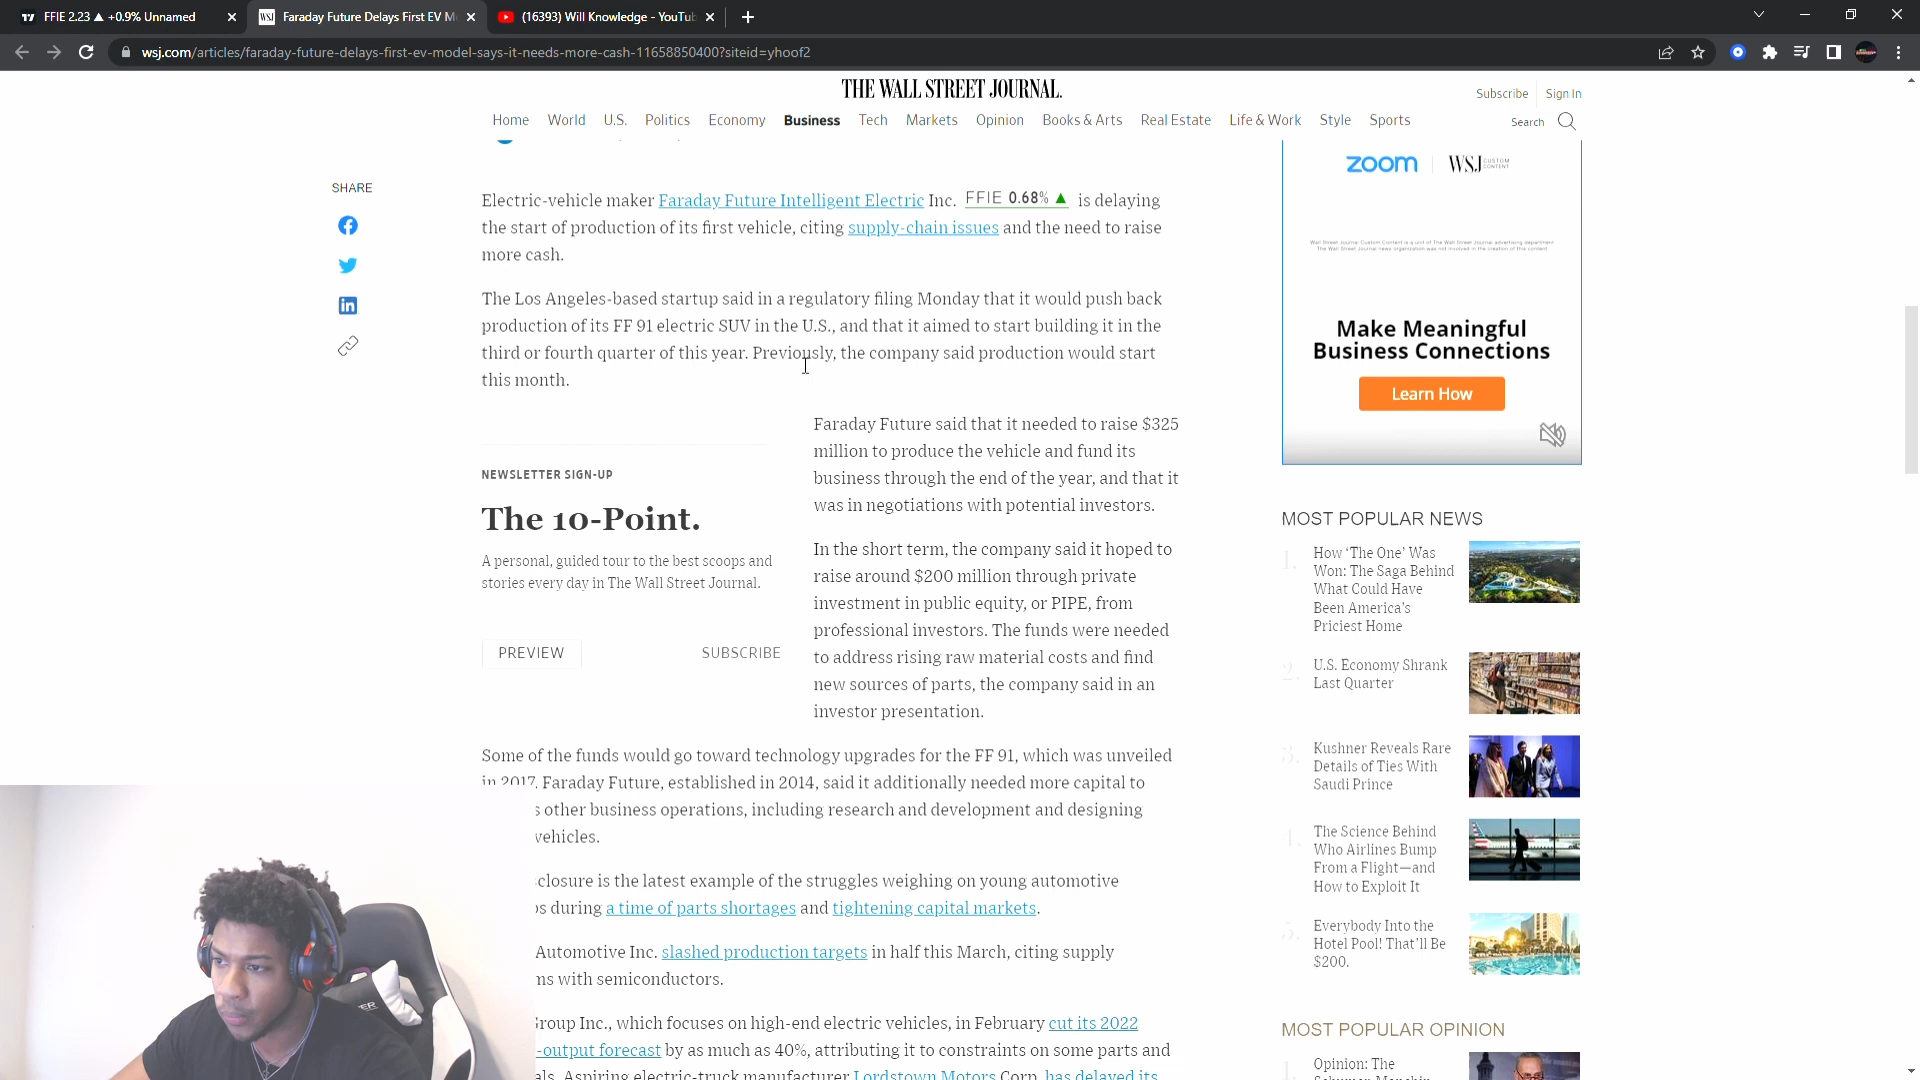 FFIE 2.23 ▲ +0.9% Unnamed
WSJ Faraday Future Delays First EV M
(16393) Will Knowledge - YouTub
wsj.com/articles/faraday-future-delays-first-ev-model-says-it-needs-more-cash-11658850400?siteid=yhoof2
THE WALL STREET JOURNAL.
Subscribe Sign In
Home World U.S. Politics Economy Business Tech Markets Opinion Books & Arts Real Estate Life & Work Style Sports
Search
SHARE
Electric-vehicle maker Faraday Future Intelligent Electric Inc. FFIE 0.68% ▲ is delaying
the start of production of its first vehicle, citing supply-chain issues and the need to raise
more cash.
The Los Angeles-based startup said in a regulatory filing Monday that it would push back
production of its FF 91 electric SUV in the U.S., and that it aimed to start building it in the
third or fourth quarter of this year. Previously, the company said production would start
this month.
Faraday Future said that it needed to raise $325
million to produce the vehicle and fund its
business through the end of the year, and that it
was in negotiations with potential investors.
In the short term, the company said it hoped to
raise around $200 million through private
investment in public equity, or PIPE, from
professional investors. The funds were needed
to address rising raw material costs and find
new sources of parts, the company said in an
investor presentation.
NEWSLETTER SIGN-UP
The 10-Point.
A personal, guided tour to the best scoops and
stories every day in The Wall Street Journal.
PREVIEW SUBSCRIBE
Some of the funds would go toward technology upgrades for the FF 91, which was unveiled
in 2017. Faraday Future, established in 2014, said it additionally needed more capital to
s other business operations, including research and development and designing
vehicles.
closure is the latest example of the struggles weighing on young automotive
s during a time of parts shortages and tightening capital markets.
Automotive Inc. slashed production targets in half this March, citing supply
ns with semiconductors.
Group Inc., which focuses on high-end electric vehicles, in February cut its 2022
-output forecast by as much as 40%, attributing it to constraints on some parts and
als. Aspiring electric-truck manufacturer Lordstown Motors Corp. has delayed its
zoom WSJ CUSTOM CONTENT
Wall Street Journal Custom Content is a unit of The Wall Street Journal advertising department.
The Wall Street Journal news organization was not involved in the creation of this content.
Make Meaningful
Business Connections
Learn How
MOST POPULAR NEWS
1. How ‘The One’ Was
Won: The Saga Behind
What Could Have
Been America's
Priciest Home
2. U.S. Economy Shrank
Last Quarter
3. Kushner Reveals Rare
Details of Ties With
Saudi Prince
4. The Science Behind
Who Airlines Bump
From a Flight—and
How to Exploit It
5. Everybody Into the
Hotel Pool! That'll Be
$200.
MOST POPULAR OPINION
1. Opinion: The